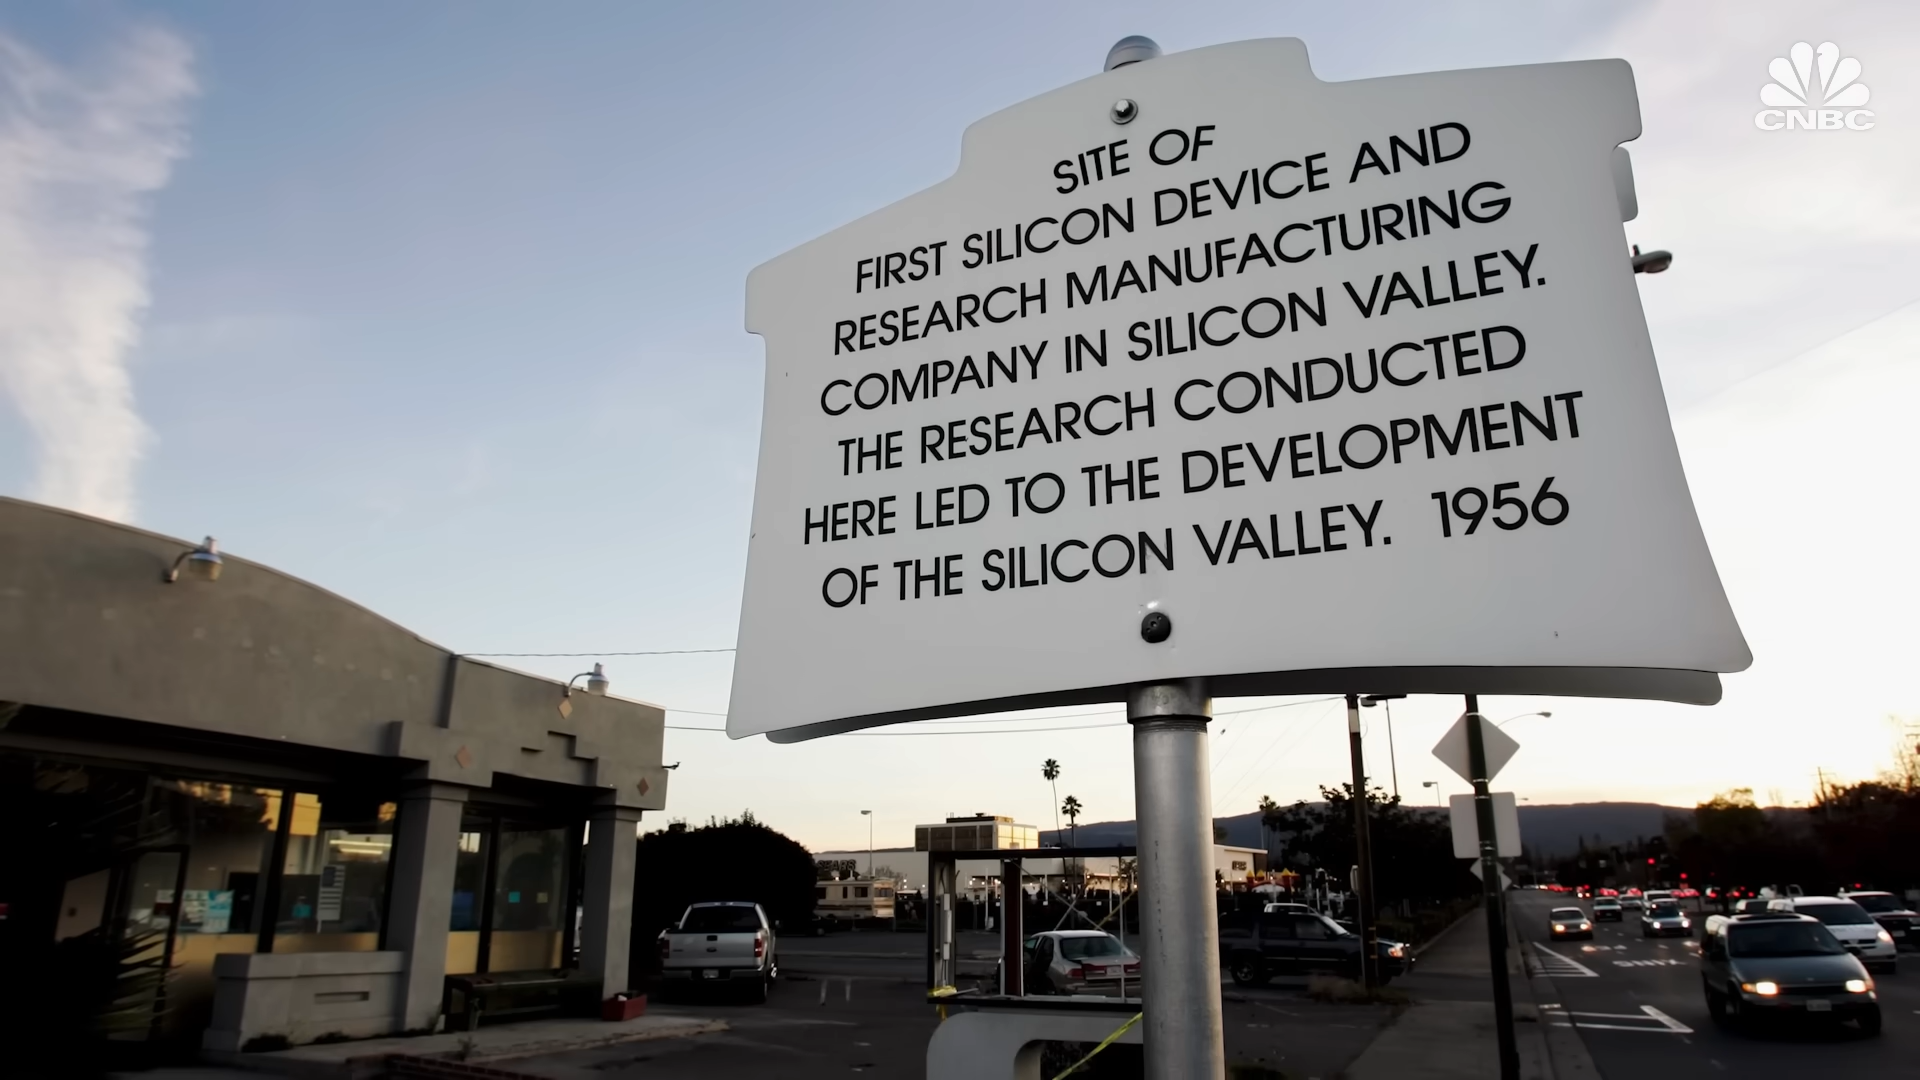 CNBC
SITE OF
FIRST SILICON DEVICE AND
RESEARCH MANUFACTURING
COMPANY IN SILICON VALLEY.
THE RESEARCH CONDUCTED
HERE LED TO THE DEVELOPMENT
OF THE SILICON VALLEY. 1956
SEARS